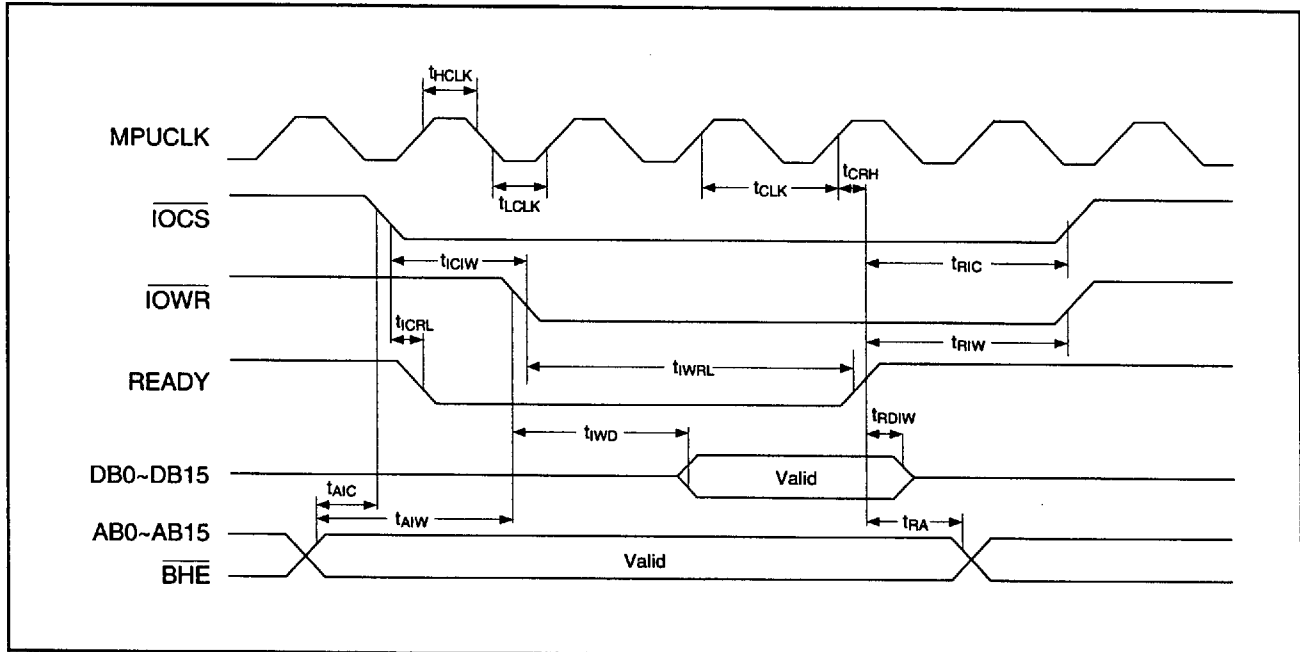 tHCLK
MPUCLK
tCRH
tCLK
tLCLK
IOCS
tICIW
tRIC
IOWR
tICRL
tRIW
tIWRL
READY
tRDIW
tIWD
DB0~DB15
Valid
tAIC
tAIW
tRA
AB0~AB15
Valid
BHE